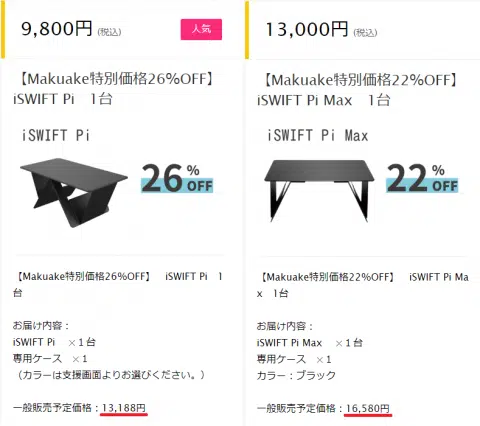 9,800円 (税込)
人気
【Makuake特別価格26％OFF】
iSWIFT Pi　1台
iSWIFT Pi
26％
OFF
【Makuake特別価格26％OFF】　iSWIFT Pi　1
台
お届け内容：
iSWIFT Pi　×１台
専用ケース　×１
（カラーは支援画面よりお選びください。）
一般販売予定価格：13,188円
13,000円 (税込)
【Makuake特別価格22％OFF】
iSWIFT Pi Max　1台
iSWIFT Pi Max
22％
OFF
【Makuake特別価格22％OFF】　iSWIFT Pi Ma
x　1台
お届け内容：
iSWIFT Pi Max　×１台
専用ケース　×１
カラー：ブラック
一般販売予定価格：16,580円